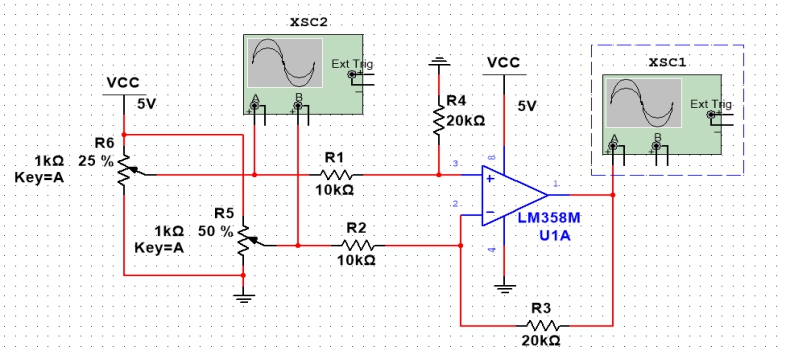 XSC2
Ext Trig
A
B
VCC
5V
R6
1kΩ
25 %
Key=A
R5
1kΩ
50 %
Key=A
R1
10kΩ
R2
10kΩ
R4
20kΩ
VCC
5V
3
2
8
4
1
LM358M
U1A
R3
20kΩ
XSC1
Ext Trig
A
B